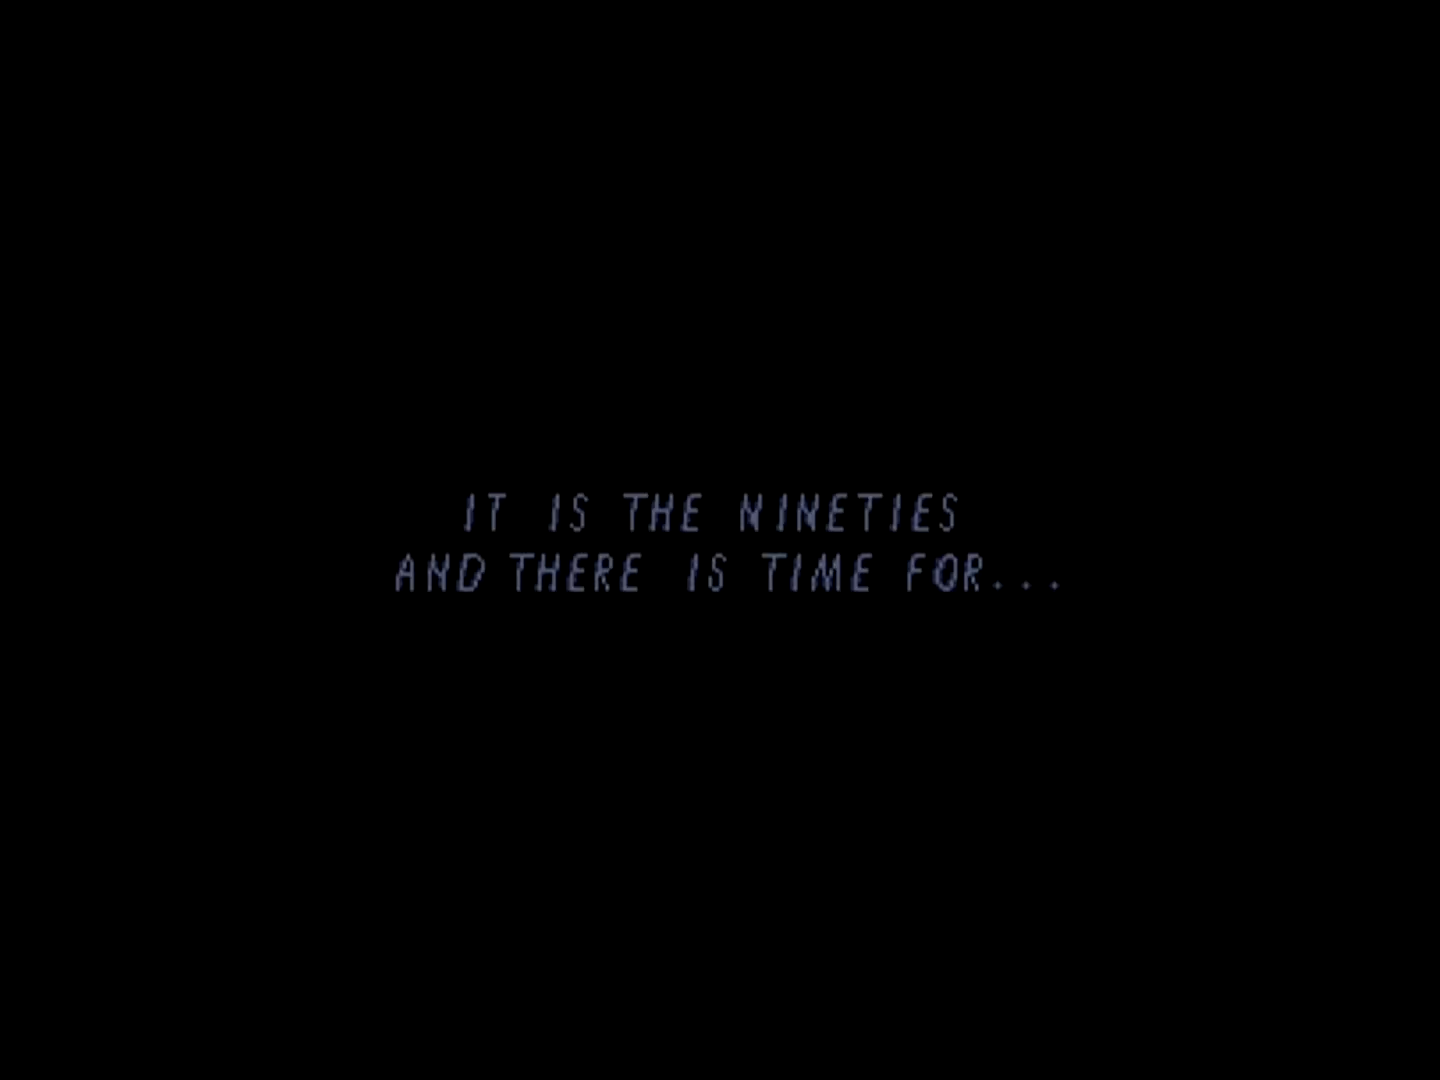 IT IS THE NINETIES
AND THERE IS TIME FOR...